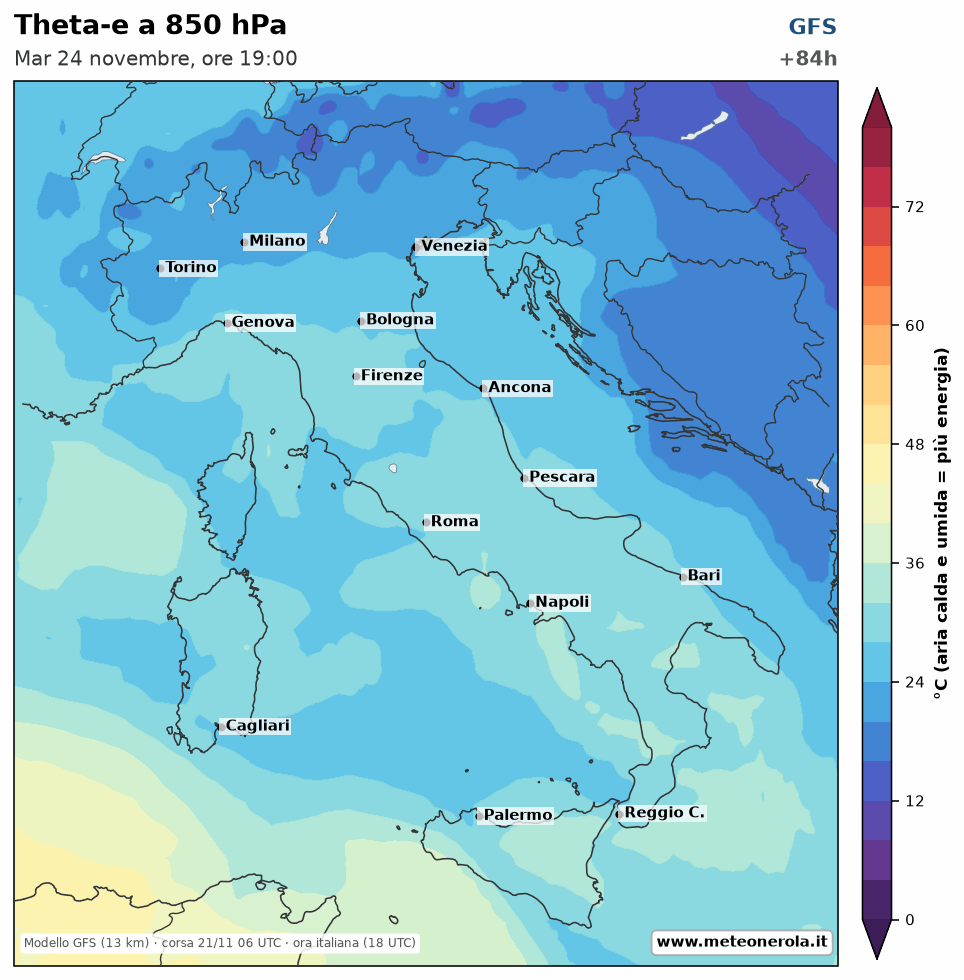 Theta-e a 850 hPa
GFS
Mar 24 novembre, ore 19:00
+84h
Milano
Venezia
Torino
Genova
Bologna
Firenze
Ancona
Pescara
Roma
Bari
Napoli
Cagliari
Palermo
Reggio C.
72
60
48
36
24
12
0
°C (aria calda e umida = più energia)
Modello GFS (13 km) · corsa 21/11 06 UTC · ora italiana (18 UTC)
www.meteonerola.it